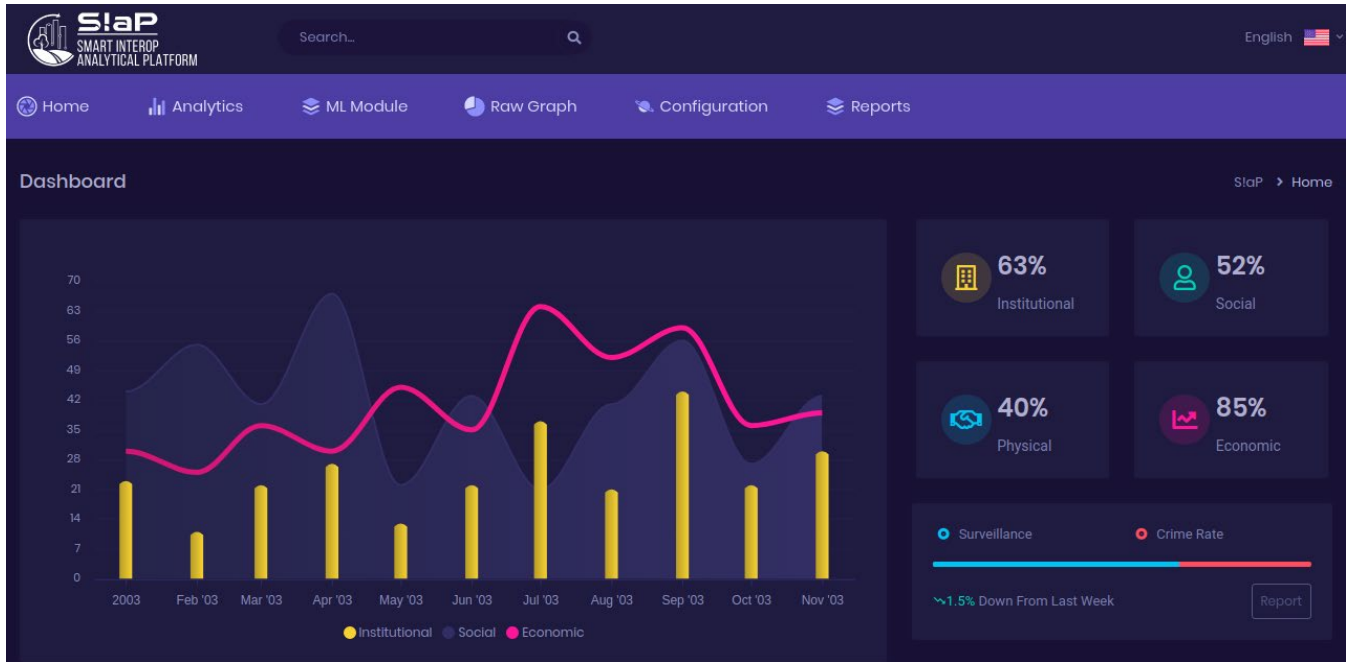 S!aP
SMART INTEROP
ANALYTICAL PLATFORM
Search...
English
Home
Analytics
ML Module
Raw Graph
Configuration
Reports
Dashboard
S!aP > Home
70
63
56
49
42
35
28
21
14
7
0
2003 Feb '03 Mar '03 Apr '03 May '03 Jun '03 Jul '03 Aug '03 Sep '03 Oct '03 Nov '03
Institutional Social Economic
63%
Institutional
52%
Social
40%
Physical
85%
Economic
Surveillance
Crime Rate
1.5% Down From Last Week
Report